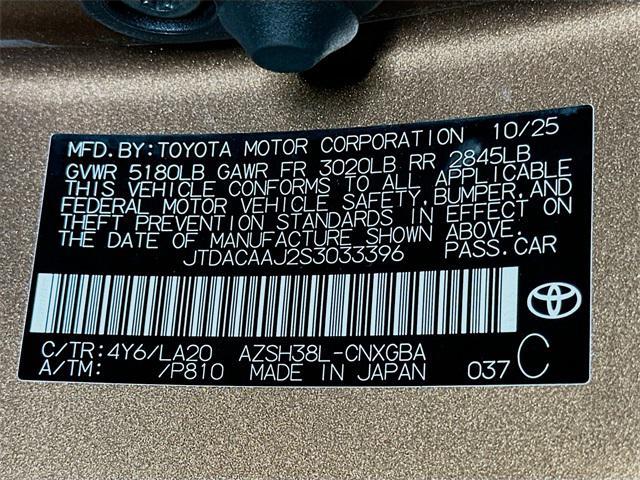 MFD.BY:TOYOTA MOTOR CORPORATION 10/25
GVWR 5180LB GAWR FR 3020LB RR 2845LB
THIS VEHICLE CONFORMS TO ALL APPLICABLE
FEDERAL MOTOR VEHICLE SAFETY,BUMPER,AND
THEFT PREVENTION STANDARDS IN EFFECT ON
THE DATE OF MANUFACTURE SHOWN ABOVE.
JTDACAAJ2S3033396 PASS.CAR
C/TR:4Y6/LA20 AZSH38L-CNXGBA
A/TM: /P810 MADE IN JAPAN 037 C